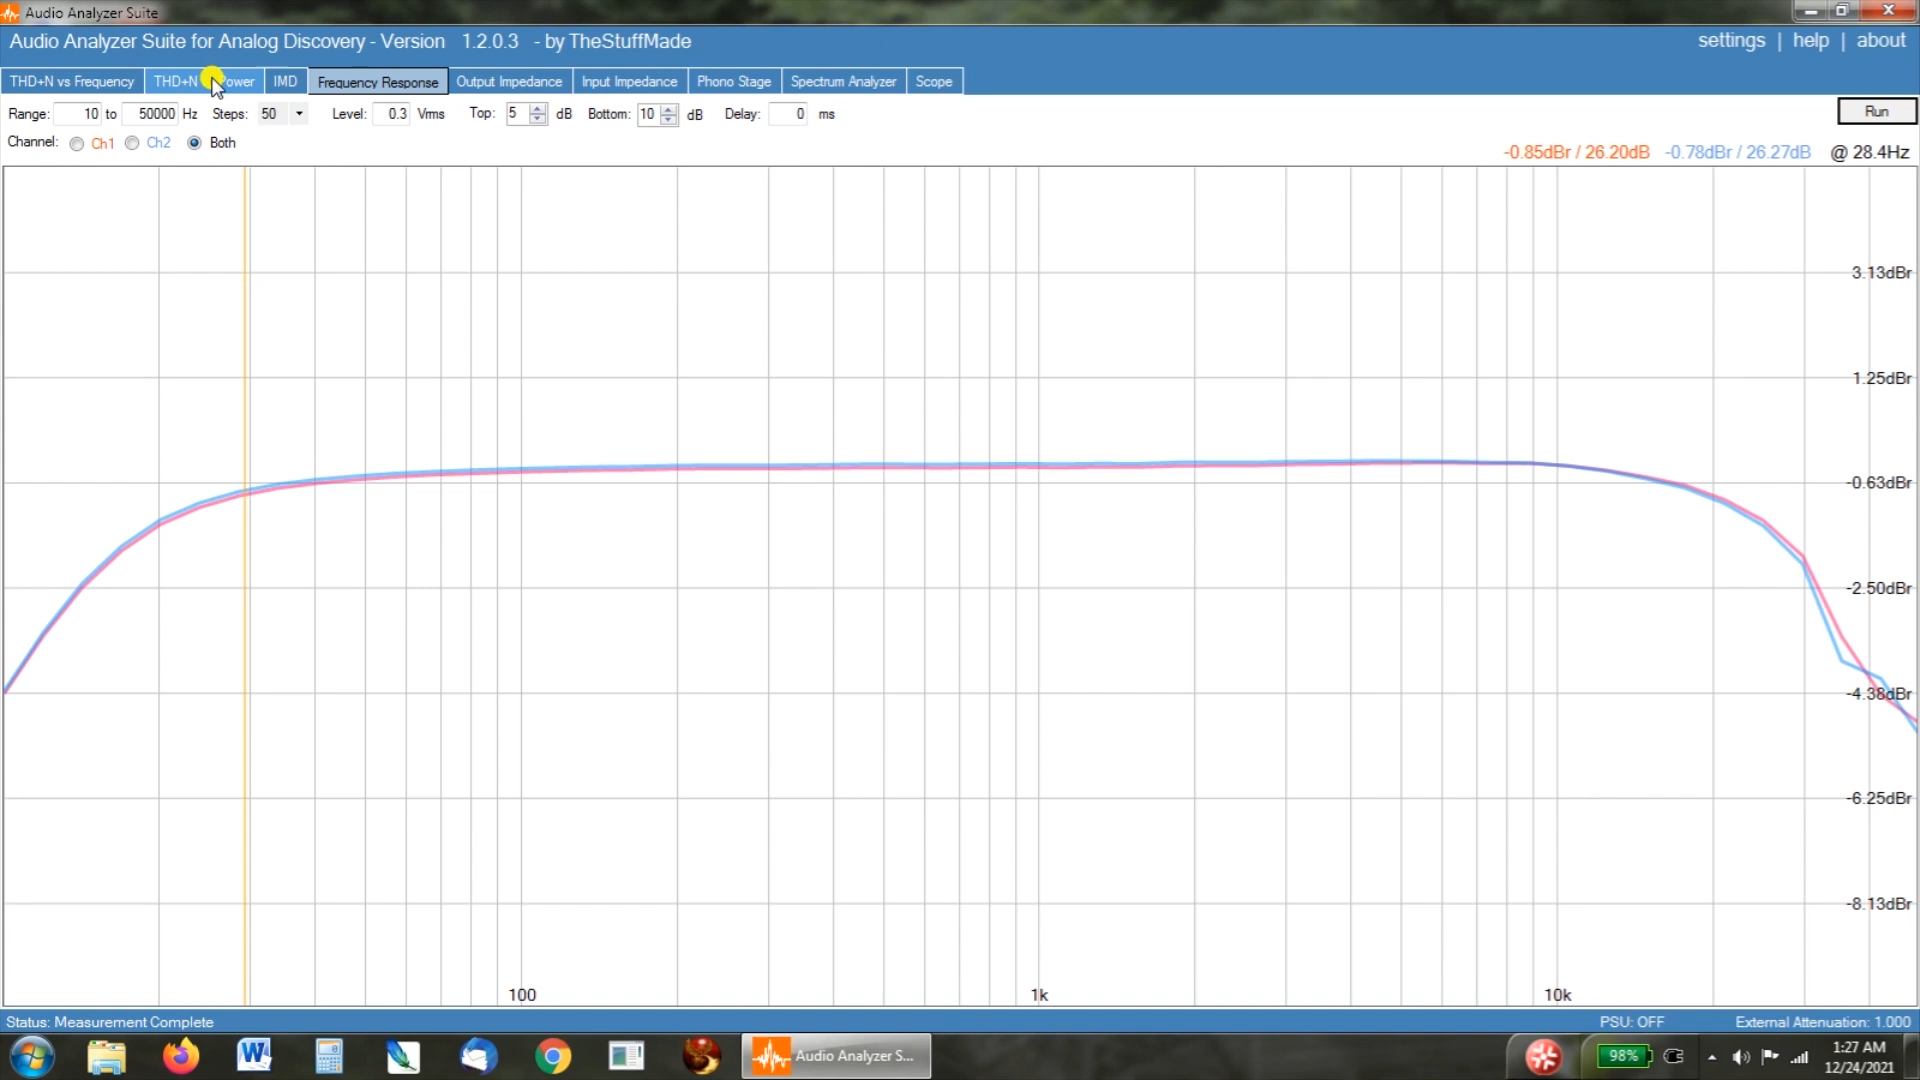 Audio Analyzer Suite
Audio Analyzer Suite for Analog Discovery - Version 1.2.0.3 - by TheStuffMade
settings | help | about
THD+N vs Frequency THD+N Power IMD Frequency Response Output Impedance Input Impedance Phono Stage Spectrum Analyzer Scope
Range: 10 to 50000 Hz Steps: 50 Level: 0.3 Vrms Top: 5 dB Bottom: 10 dB Delay: 0 ms Run
Channel: Ch1 Ch2 Both
-0.85dBr / 26.20dB -0.78dBr / 26.27dB @ 28.4Hz
3.13dBr
1.25dBr
-0.63dBr
-2.50dBr
-4.38dBr
-6.25dBr
-8.13dBr
100 1k 10k
Status: Measurement Complete PSU: OFF External Attenuation: 1.000
Audio Analyzer S...
98%
1:27 AM
12/24/2021